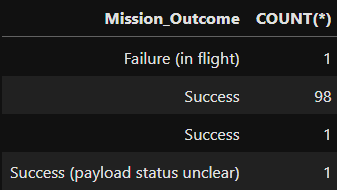 Mission_Outcome COUNT(*)
Failure (in flight) 1
Success 98
Success 1
Success (payload status unclear) 1